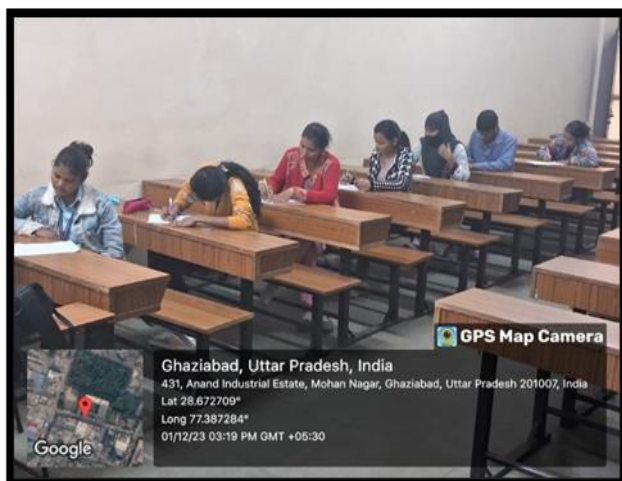 GPS Map Camera
Ghaziabad, Uttar Pradesh, India
431, Anand Industrial Estate, Mohan Nagar, Ghaziabad, Uttar Pradesh 201007, India
Lat 28.672709°
Long 77.387284°
01/12/23 03:19 PM GMT +05:30
Google